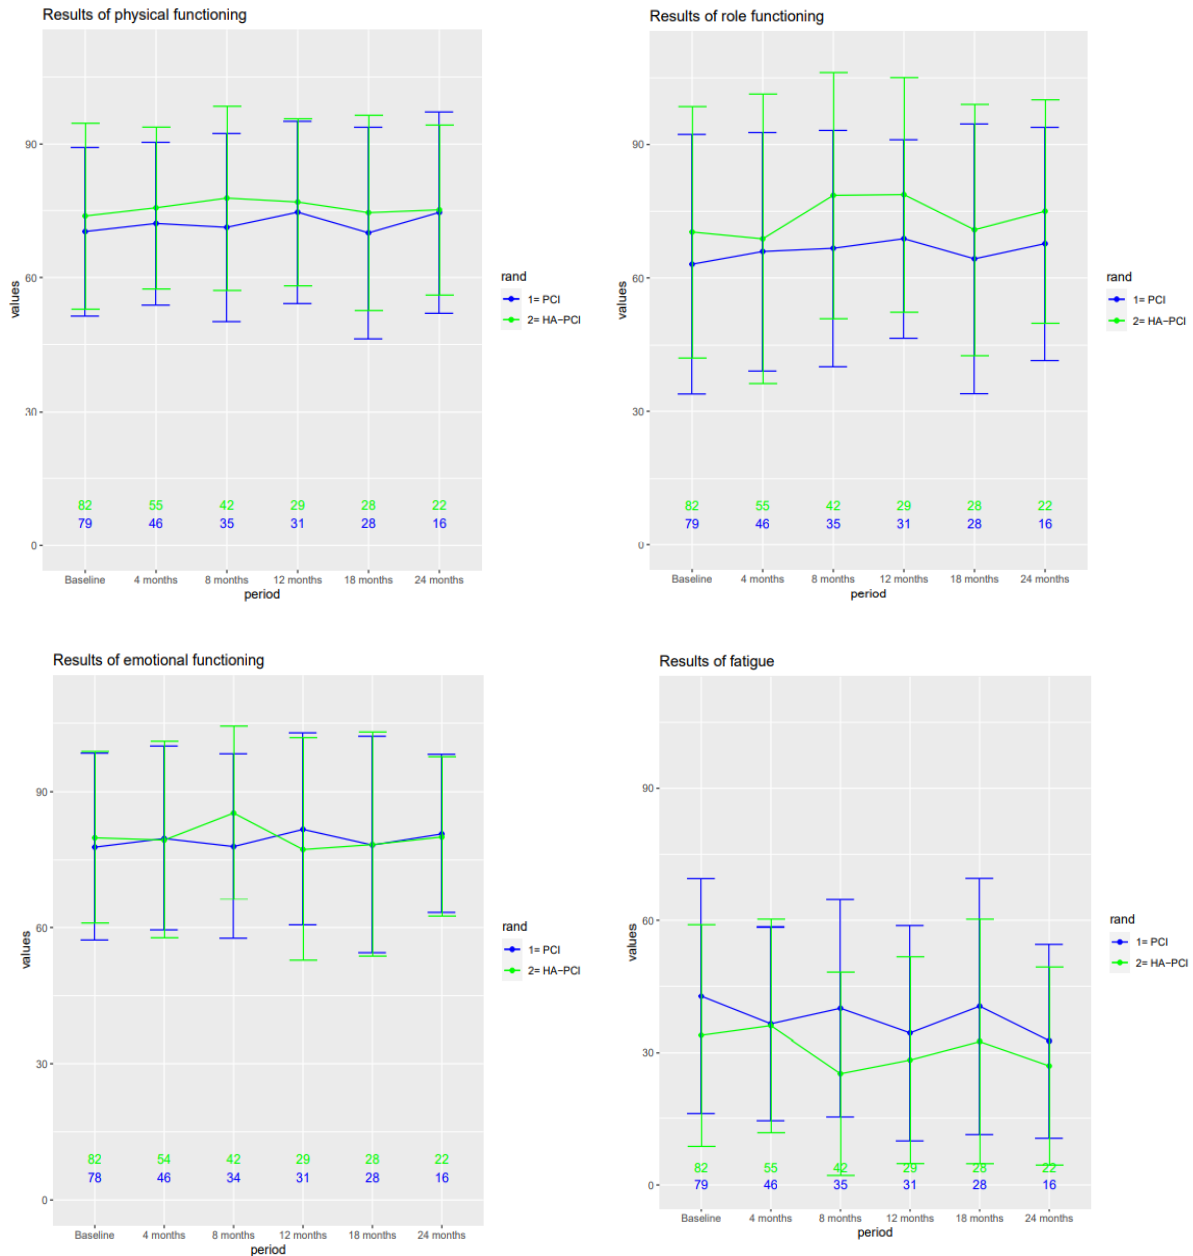 Results of physical functioning
values
90
60
30
0
82 55 42 29 28 22
79 46 35 31 28 16
Baseline 4 months 8 months 12 months 18 months 24 months
period
rand
1= PCI
2= HA-PCI
Results of role functioning
values
90
60
30
0
82 55 42 29 28 22
79 46 35 31 28 16
Baseline 4 months 8 months 12 months 18 months 24 months
period
rand
1= PCI
2= HA-PCI
Results of emotional functioning
values
90
60
30
0
82 54 42 29 28 22
78 46 34 31 28 16
Baseline 4 months 8 months 12 months 18 months 24 months
period
rand
1= PCI
2= HA-PCI
Results of fatigue
values
90
60
30
0
82 55 42 29 28 22
79 46 35 31 28 16
Baseline 4 months 8 months 12 months 18 months 24 months
period
rand
1= PCI
2= HA-PCI